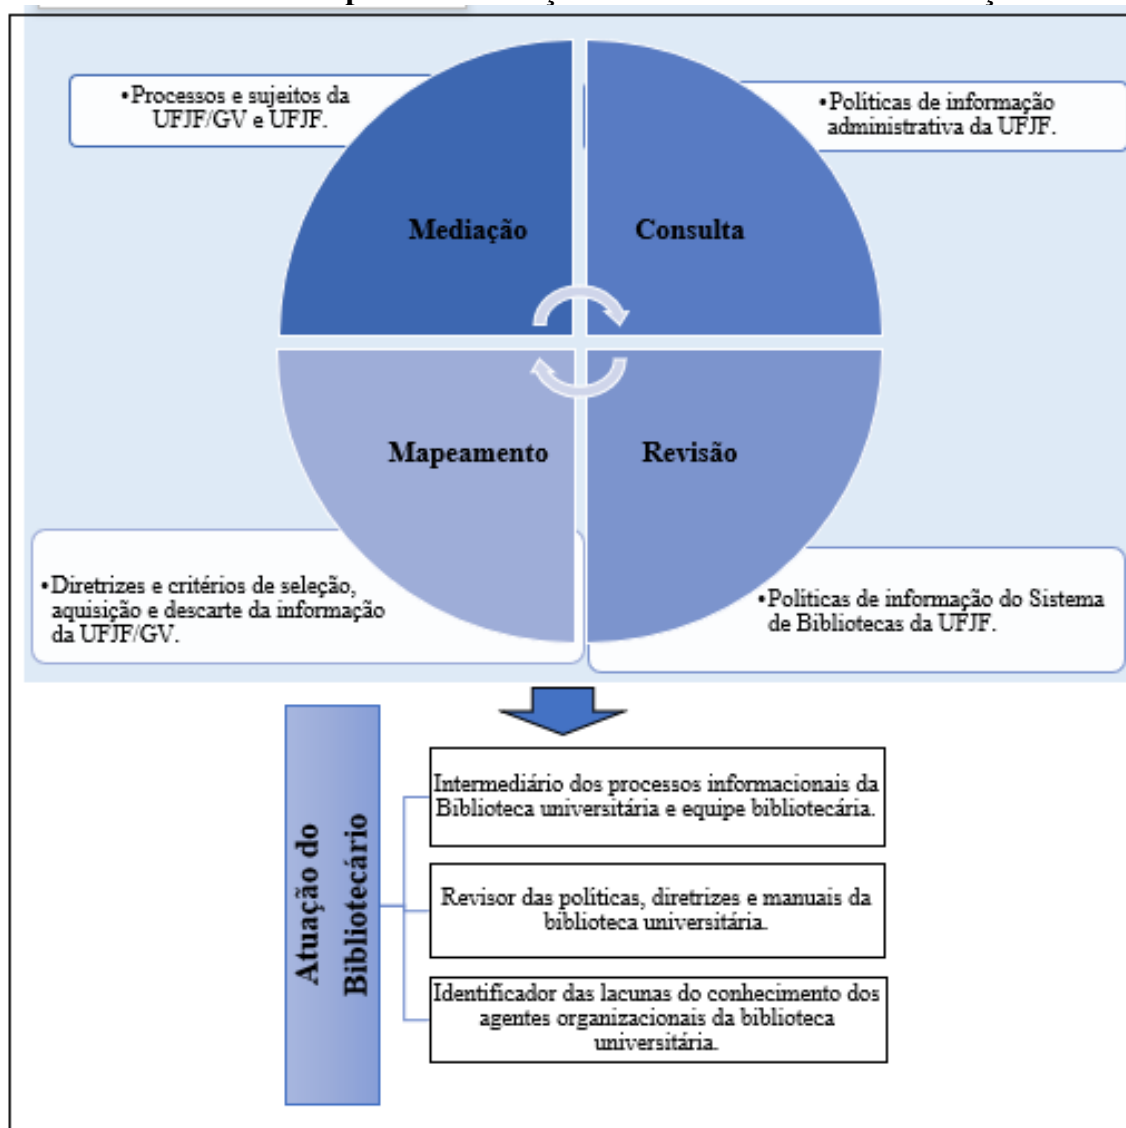 •Processos e sujeitos da
UFJF/GV e UFJF.
•Políticas de informação
administrativa da UFJF.
Mediação
Consulta
Mapeamento
Revisão
•Diretrizes e critérios de seleção,
aquisição e descarte da informação
da UFJF/GV.
•Políticas de informação do Sistema
de Bibliotecas da UFJF.
Atuação do
Bibliotecário
Intermediário dos processos informacionais da
Biblioteca universitária e equipe bibliotecária.
Revisor das políticas, diretrizes e manuais da
biblioteca universitária.
Identificador das lacunas do conhecimento dos
agentes organizacionais da biblioteca
universitária.